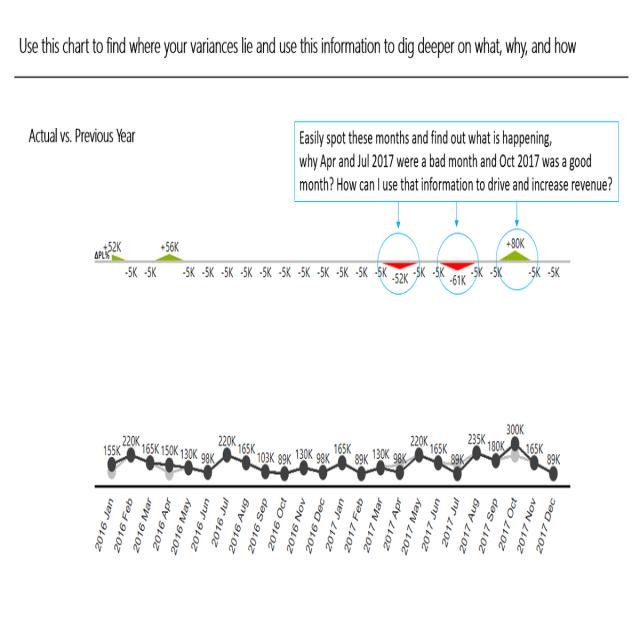 Use this chart to find where your variances lie and use this information to dig deeper on what, why, and how
Actual vs. Previous Year
Easily spot these months and find out what is happening,
why Apr and Jul 2017 were a bad month and Oct 2017 was a good
month? How can I use that information to drive and increase revenue?
+52K +56K +80K
ΔPL%
-5K -5K -5K -5K -5K -5K -5K -5K -5K -5K -5K -5K -5K -5K -52K -5K -5K -61K -5K -5K -5K -5K
155K 220K 165K 150K 130K 98K 220K 165K 103K 89K 130K 98K 165K 89K 130K 98K 220K 165K 89K 235K 180K 300K 165K 89K
2016 Jan
2016 Feb
2016 Mar
2016 Apr
2016 May
2016 Jun
2016 Jul
2016 Aug
2016 Sep
2016 Oct
2016 Nov
2016 Dec
2017 Jan
2017 Feb
2017 Mar
2017 Apr
2017 May
2017 Jun
2017 Jul
2017 Aug
2017 Sep
2017 Oct
2017 Nov
2017 Dec